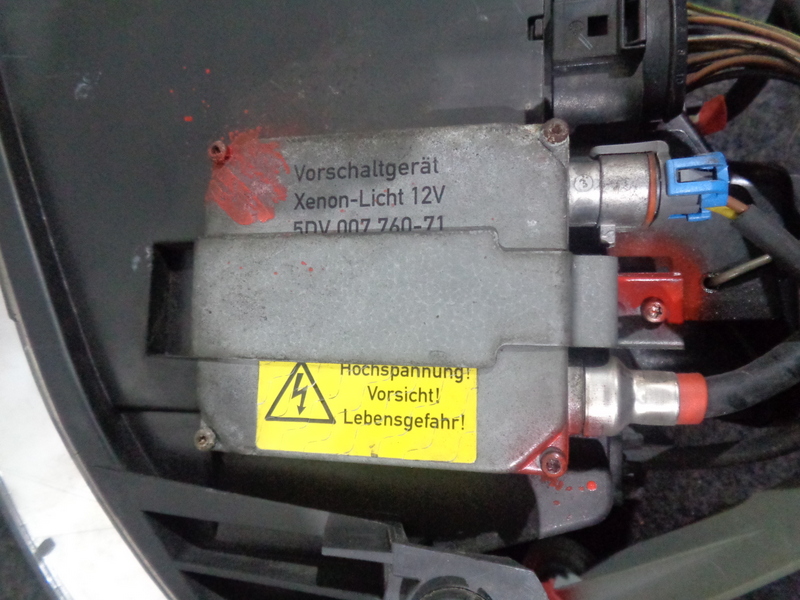 Vorschaltgerät
Xenon-Licht 12V
5DV 007 760-71
Hochspannung!
Vorsicht!
Lebensgefahr!